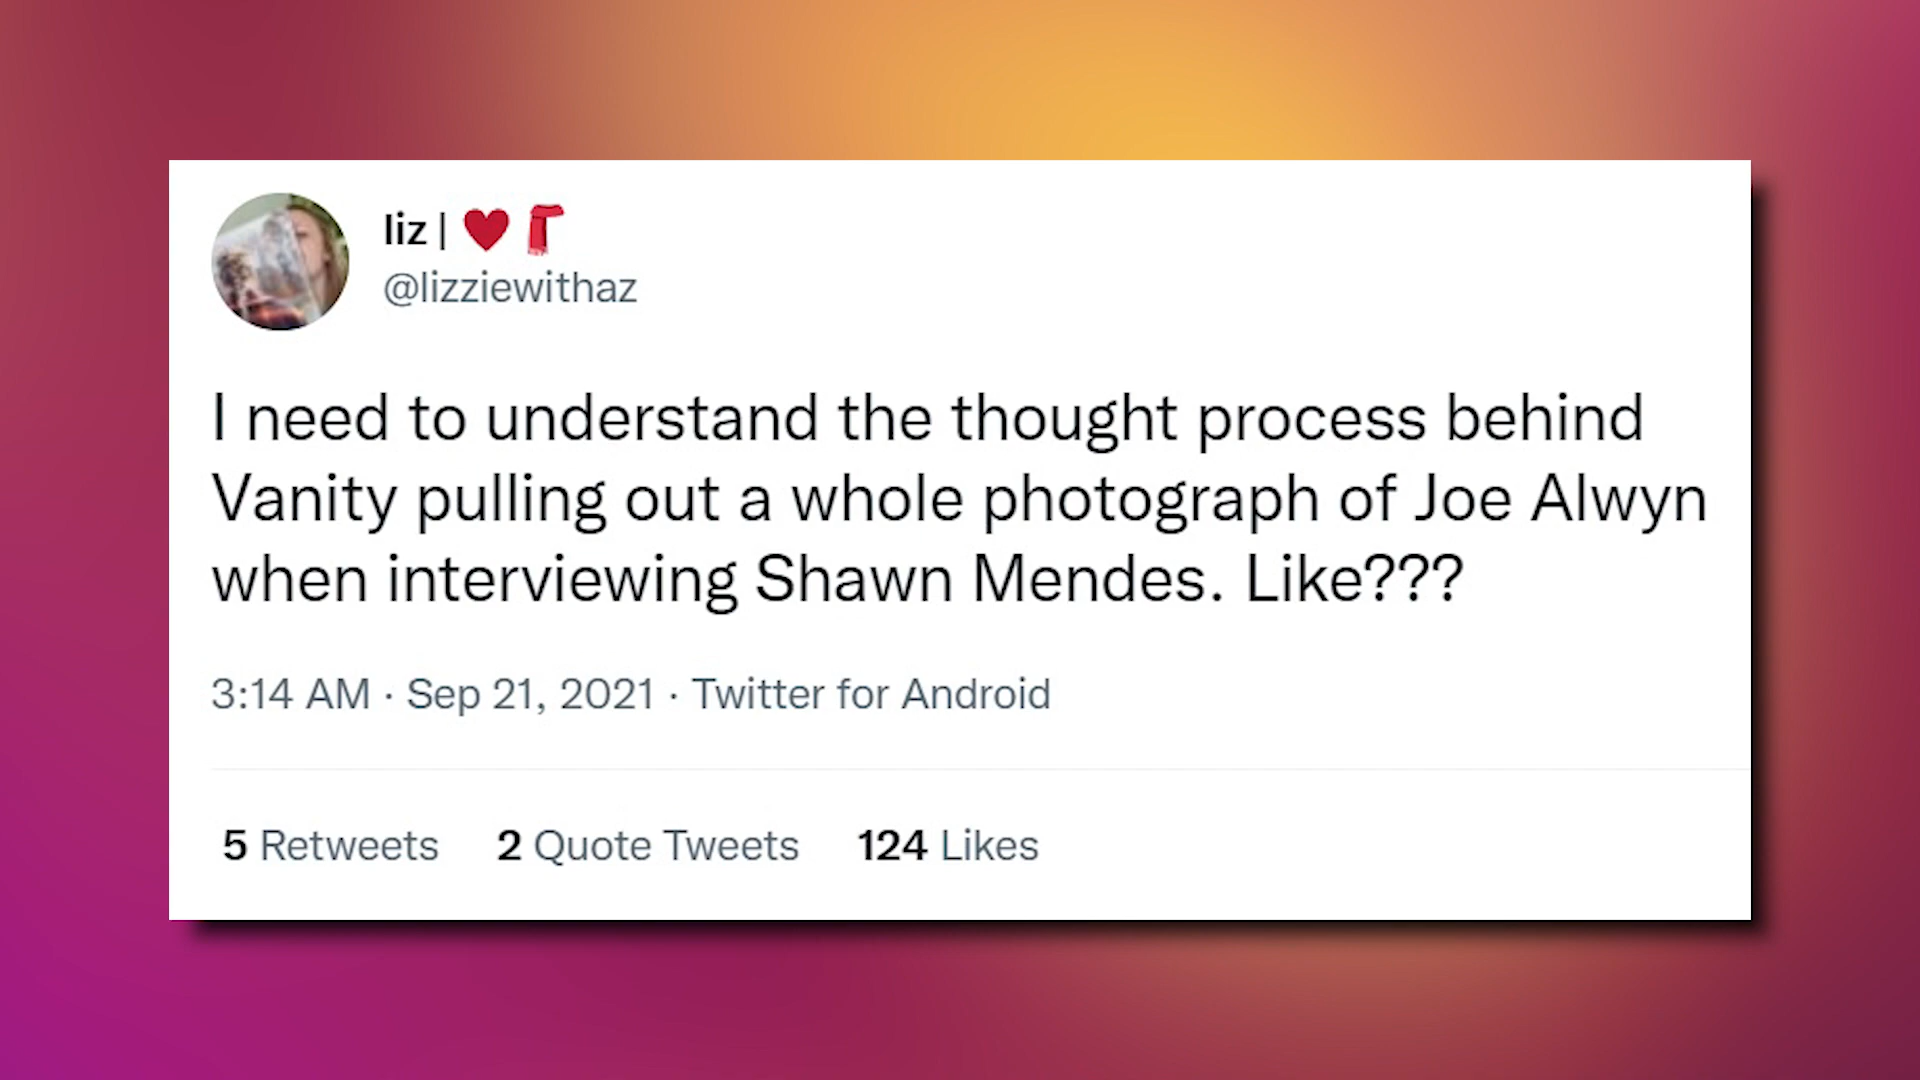 liz | ❤️ 🧣
@lizziewithaz
I need to understand the thought process behind
Vanity pulling out a whole photograph of Joe Alwyn
when interviewing Shawn Mendes. Like???
3:14 AM · Sep 21, 2021 · Twitter for Android
5 Retweets 2 Quote Tweets 124 Likes